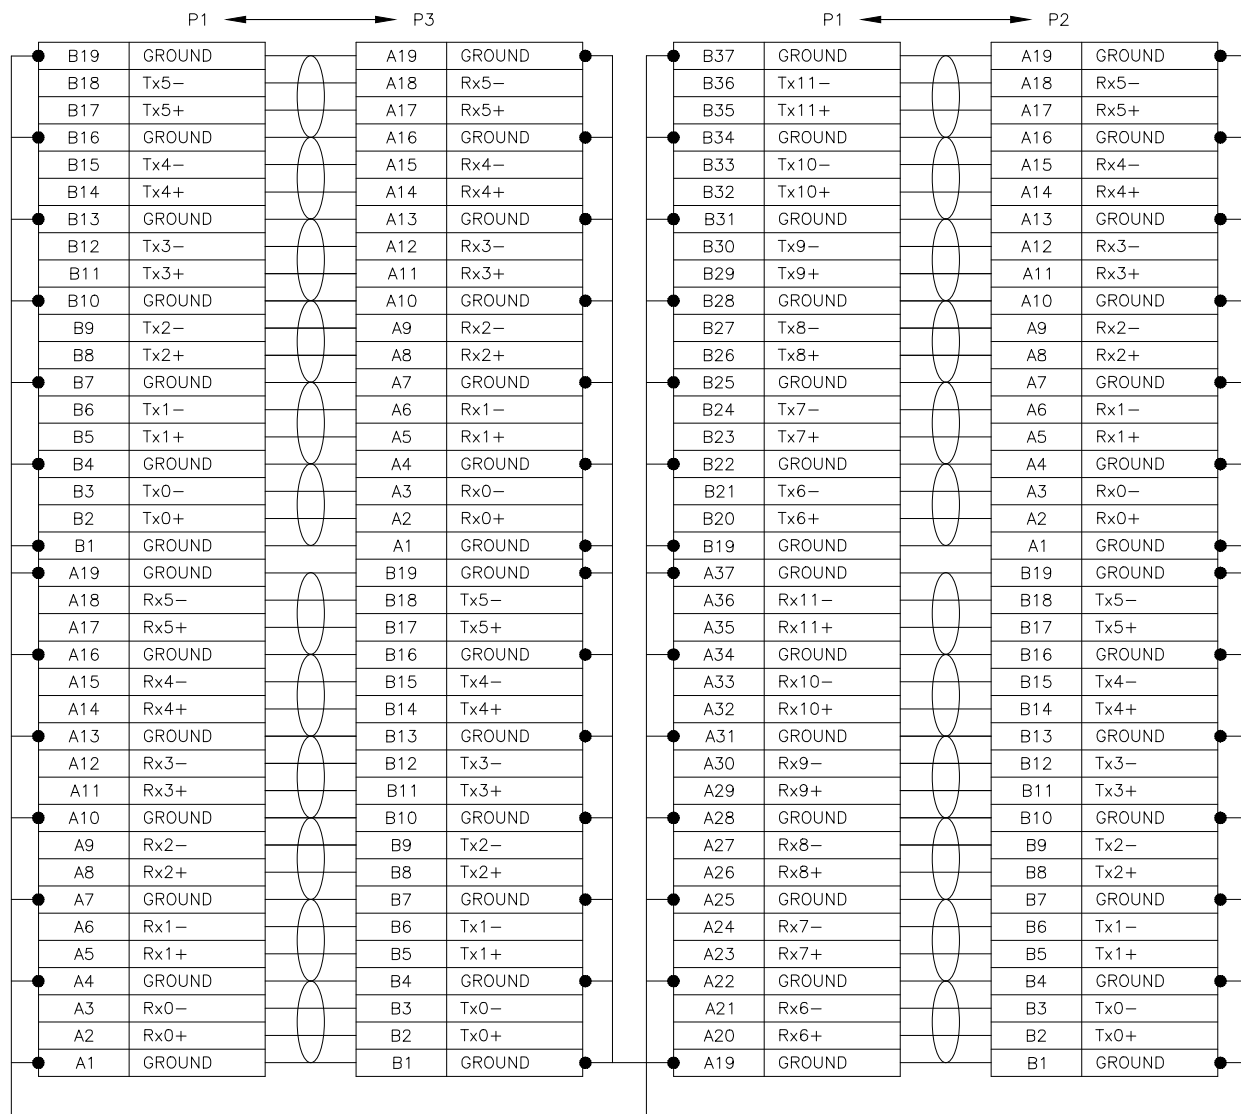 P1 P3 P1 P2
B19 GROUND A19 GROUND B37 GROUND A19 GROUND
B18 Tx5− A18 Rx5− B36 Tx11− A18 Rx5−
B17 Tx5+ A17 Rx5+ B35 Tx11+ A17 Rx5+
B16 GROUND A16 GROUND B34 GROUND A16 GROUND
B15 Tx4− A15 Rx4− B33 Tx10− A15 Rx4−
B14 Tx4+ A14 Rx4+ B32 Tx10+ A14 Rx4+
B13 GROUND A13 GROUND B31 GROUND A13 GROUND
B12 Tx3− A12 Rx3− B30 Tx9− A12 Rx3−
B11 Tx3+ A11 Rx3+ B29 Tx9+ A11 Rx3+
B10 GROUND A10 GROUND B28 GROUND A10 GROUND
B9 Tx2− A9 Rx2− B27 Tx8− A9 Rx2−
B8 Tx2+ A8 Rx2+ B26 Tx8+ A8 Rx2+
B7 GROUND A7 GROUND B25 GROUND A7 GROUND
B6 Tx1− A6 Rx1− B24 Tx7− A6 Rx1−
B5 Tx1+ A5 Rx1+ B23 Tx7+ A5 Rx1+
B4 GROUND A4 GROUND B22 GROUND A4 GROUND
B3 Tx0− A3 Rx0− B21 Tx6− A3 Rx0−
B2 Tx0+ A2 Rx0+ B20 Tx6+ A2 Rx0+
B1 GROUND A1 GROUND B19 GROUND A1 GROUND
A19 GROUND B19 GROUND A37 GROUND B19 GROUND
A18 Rx5− B18 Tx5− A36 Rx11− B18 Tx5−
A17 Rx5+ B17 Tx5+ A35 Rx11+ B17 Tx5+
A16 GROUND B16 GROUND A34 GROUND B16 GROUND
A15 Rx4− B15 Tx4− A33 Rx10− B15 Tx4−
A14 Rx4+ B14 Tx4+ A32 Rx10+ B14 Tx4+
A13 GROUND B13 GROUND A31 GROUND B13 GROUND
A12 Rx3− B12 Tx3− A30 Rx9− B12 Tx3−
A11 Rx3+ B11 Tx3+ A29 Rx9+ B11 Tx3+
A10 GROUND B10 GROUND A28 GROUND B10 GROUND
A9 Rx2− B9 Tx2− A27 Rx8− B9 Tx2−
A8 Rx2+ B8 Tx2+ A26 Rx8+ B8 Tx2+
A7 GROUND B7 GROUND A25 GROUND B7 GROUND
A6 Rx1− B6 Tx1− A24 Rx7− B6 Tx1−
A5 Rx1+ B5 Tx1+ A23 Rx7+ B5 Tx1+
A4 GROUND B4 GROUND A22 GROUND B4 GROUND
A3 Rx0− B3 Tx0− A21 Rx6− B3 Tx0−
A2 Rx0+ B2 Tx0+ A20 Rx6+ B2 Tx0+
A1 GROUND B1 GROUND A19 GROUND B1 GROUND